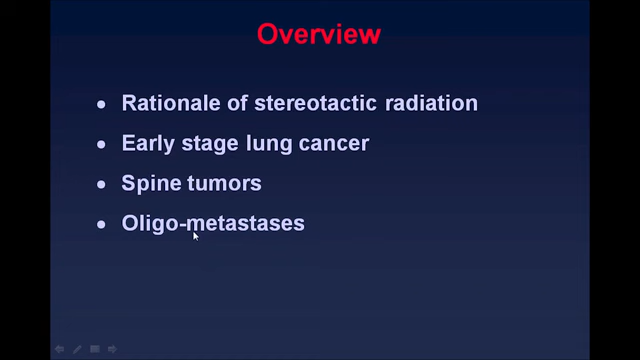 Overview
• Rationale of stereotactic radiation
• Early stage lung cancer
• Spine tumors
• Oligo-metastases